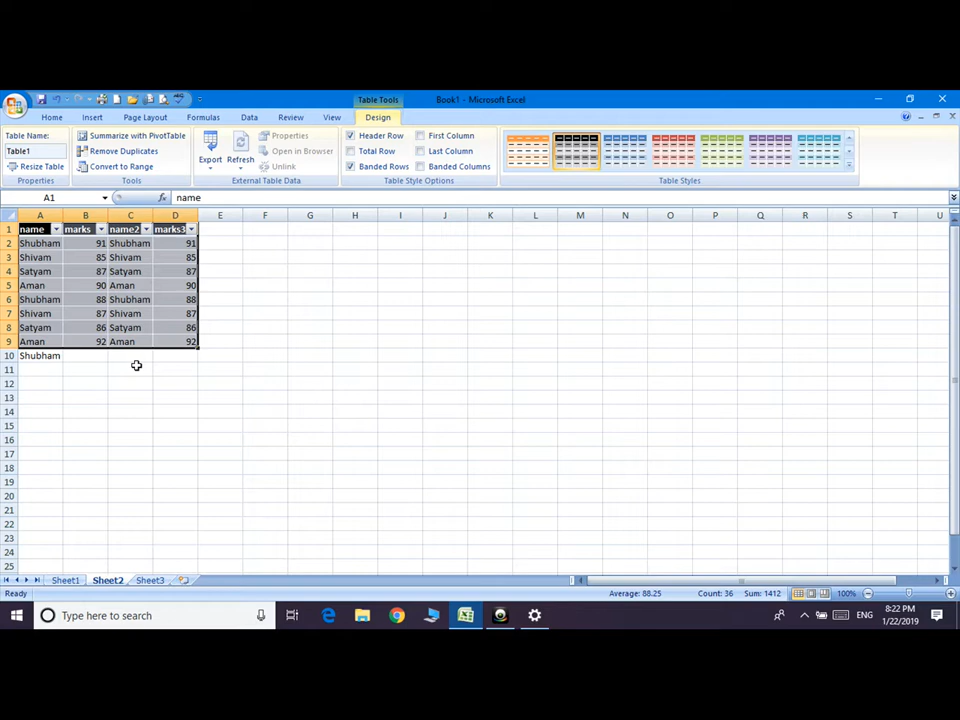 Table Tools
Book1 - Microsoft Excel
Home Insert Page Layout Formulas Data Review View Design
Table Name:
Table1
Resize Table
Properties
Summarize with PivotTable
Remove Duplicates
Convert to Range
Tools
Export Refresh
Properties
Open in Browser
Unlink
External Table Data
Header Row First Column
Total Row Last Column
Banded Rows Banded Columns
Table Style Options
Table Styles
A1 fx name
A B C D E F G H I J K L M N O P Q R S T U
1 name marks name2 marks3
2 Shubham 91 Shubham 91
3 Shivam 85 Shivam 85
4 Satyam 87 Satyam 87
5 Aman 90 Aman 90
6 Shubham 88 Shubham 88
7 Shivam 87 Shivam 87
8 Satyam 86 Satyam 86
9 Aman 92 Aman 92
10 Shubham
11
12
13
14
15
16
17
18
19
20
21
22
23
24
25
Sheet1 Sheet2 Sheet3
Ready Average: 88.25 Count: 36 Sum: 1412 100%
Type here to search ENG 8:22 PM
1/22/2019